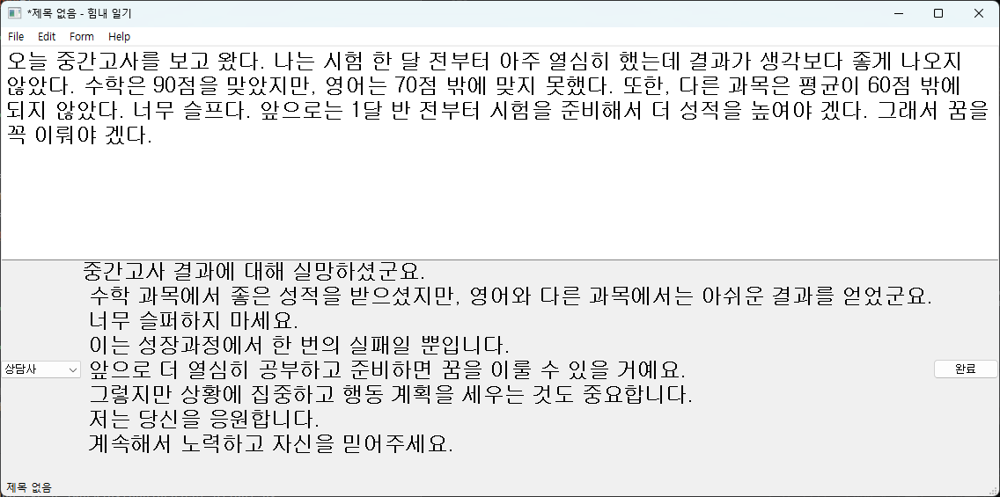 *제목 없음 - 힘내 일기
File Edit Form Help
오늘 중간고사를 보고 왔다. 나는 시험 한 달 전부터 아주 열심히 했는데 결과가 생각보다 좋게 나오지
않았다. 수학은 90점을 맞았지만, 영어는 70점 밖에 맞지 못했다. 또한, 다른 과목은 평균이 60점 밖에
되지 않았다. 너무 슬프다. 앞으로는 1달 반 전부터 시험을 준비해서 더 성적을 높여야 겠다. 그래서 꿈을
꼭 이뤄야 겠다.
중간고사 결과에 대해 실망하셨군요.
수학 과목에서 좋은 성적을 받으셨지만, 영어와 다른 과목에서는 아쉬운 결과를 얻었군요.
너무 슬퍼하지 마세요.
이는 성장과정에서 한 번의 실패일 뿐입니다.
상담사
앞으로 더 열심히 공부하고 준비하면 꿈을 이룰 수 있을 거예요.
완료
그렇지만 상황에 집중하고 행동 계획을 세우는 것도 중요합니다.
저는 당신을 응원합니다.
계속해서 노력하고 자신을 믿어주세요.
제목 없음